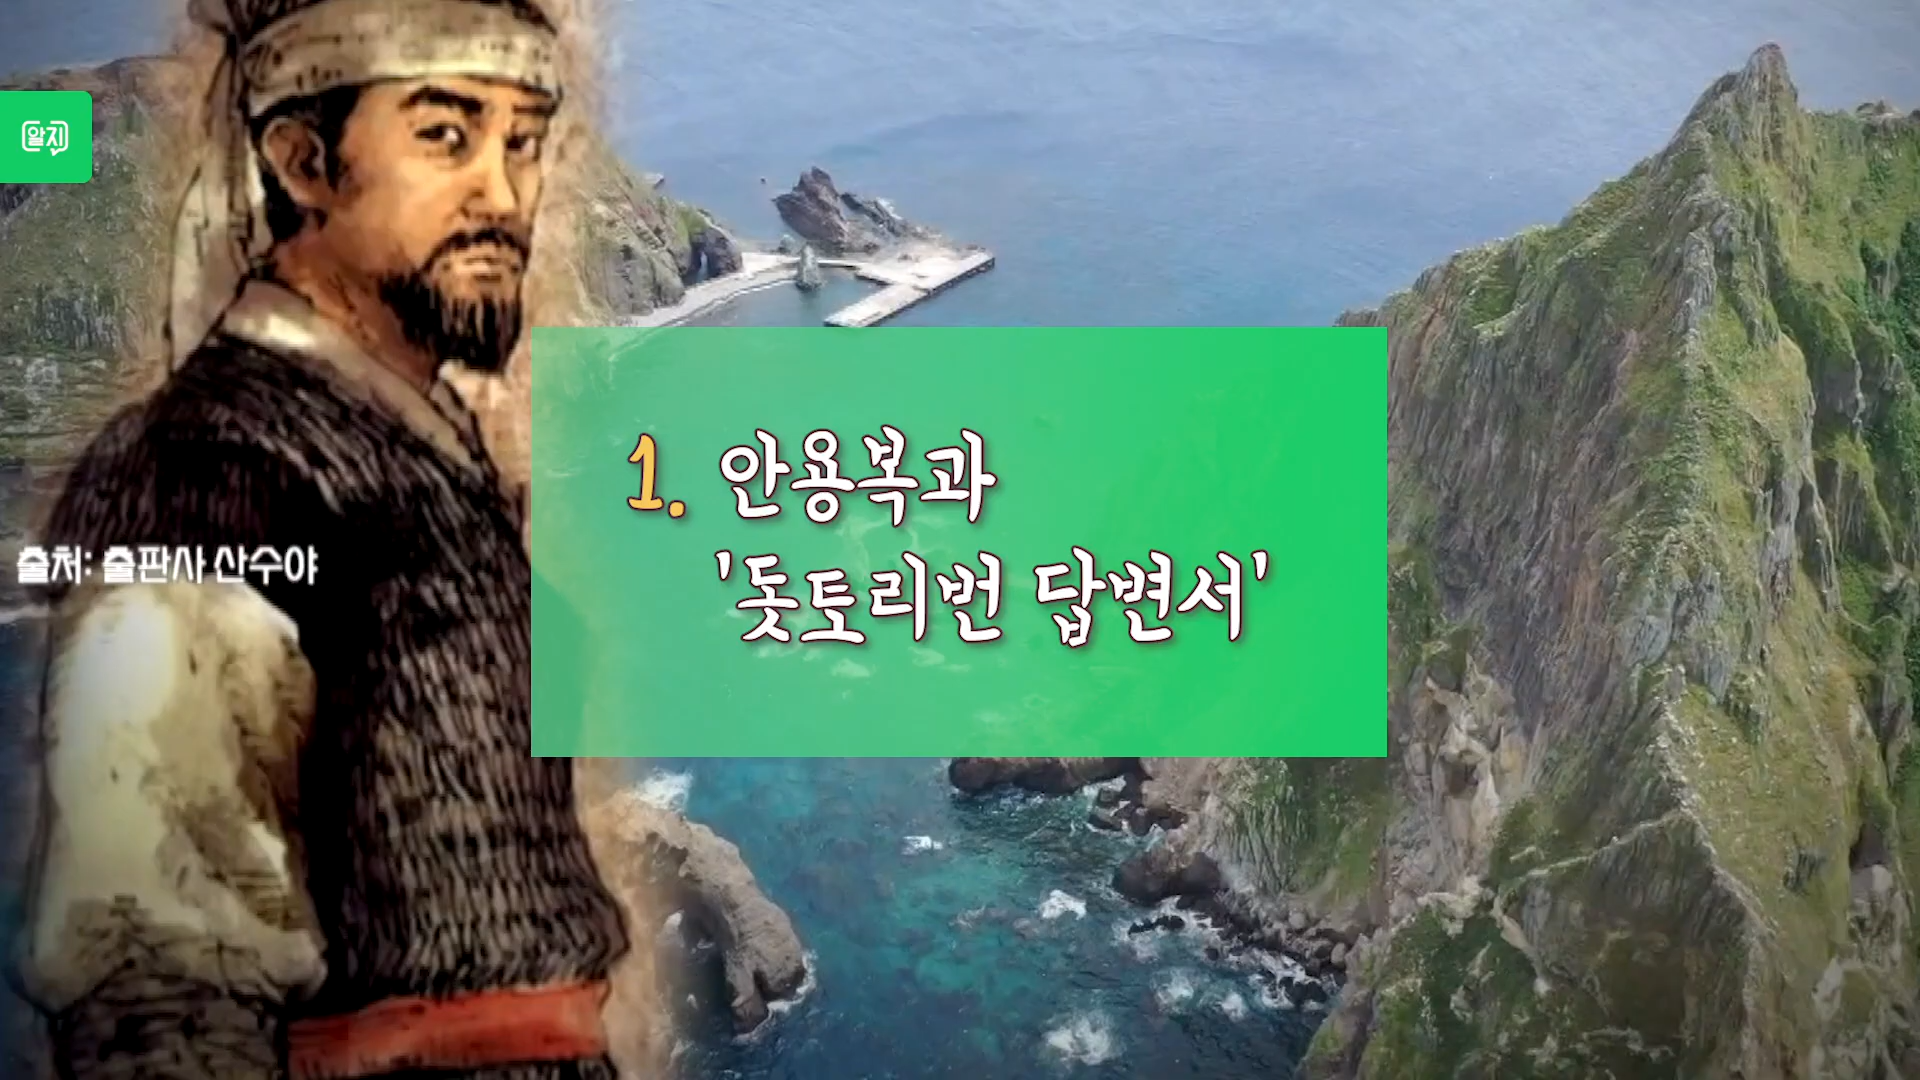 알지
1. 안용복과
'돗토리번 답변서'
출처: 출판사 산수야